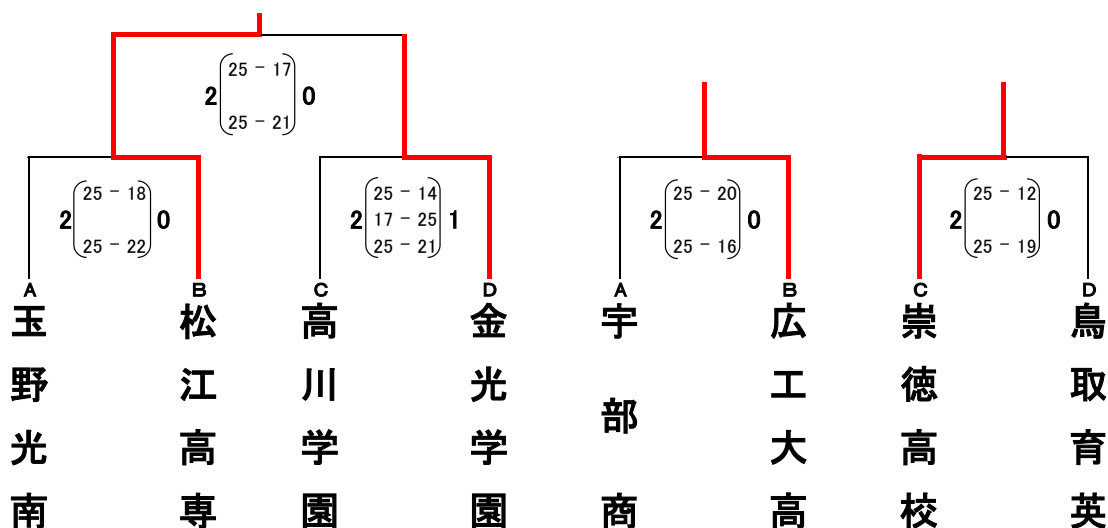 25 - 17
2 0
25 - 21
25 - 18
2 0
25 - 22
25 - 14
2 17 - 25 1
25 - 21
25 - 20
2 0
25 - 16
25 - 12
2 0
25 - 19
A
玉野光南
B
松江高専
C
高川学園
D
金光学園
A
宇部商
B
広工大高
C
崇徳高校
D
鳥取育英